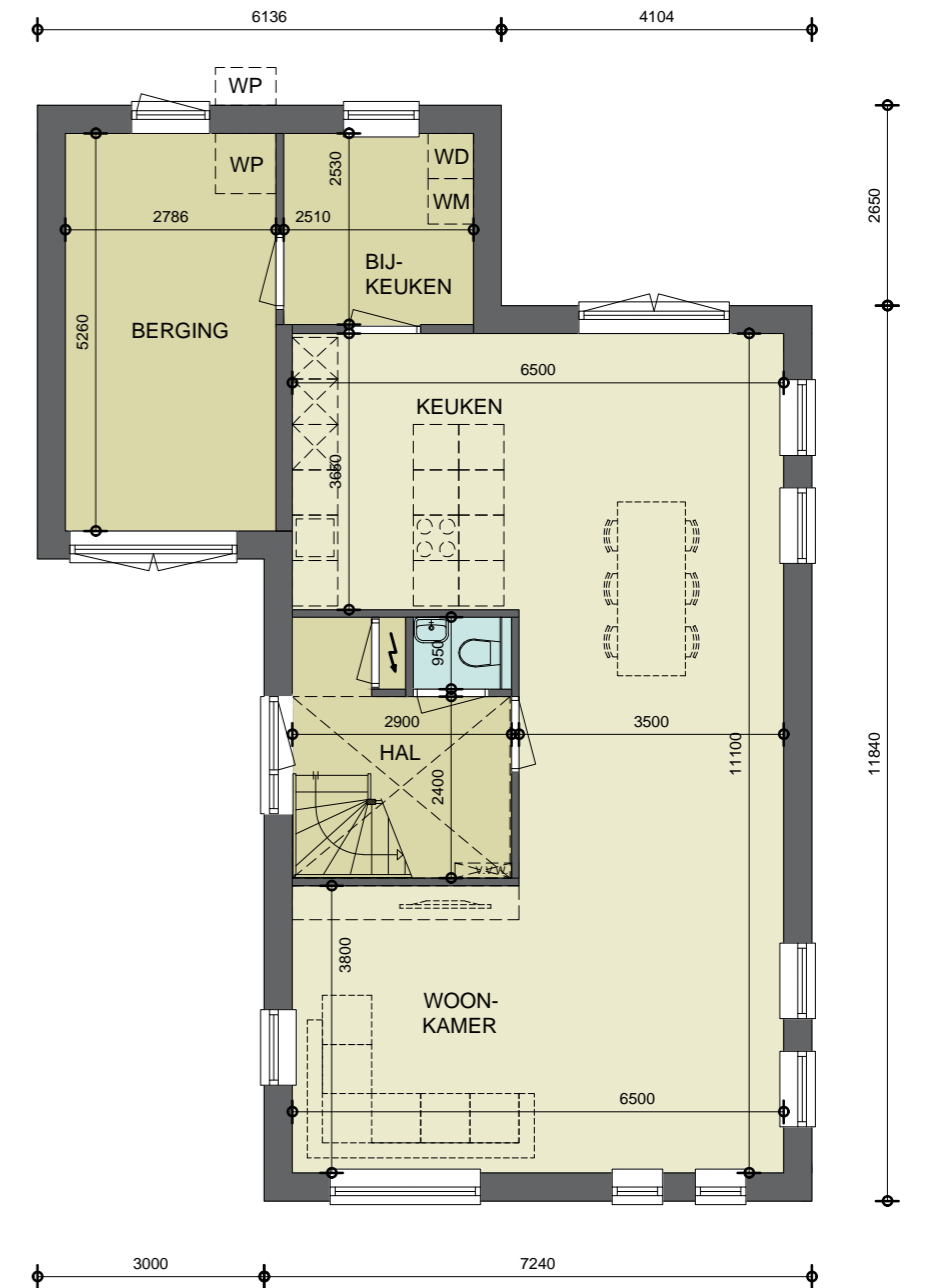 6136
4104
WP
WP
WD
WM
2530
2650
2786
2510
BIJ-
KEUKEN
BERGING
5260
6500
KEUKEN
3650
950
2900
3500
HAL
2400
11100
11840
V.V.W.
3800
WOON-
KAMER
6500
3000
7240